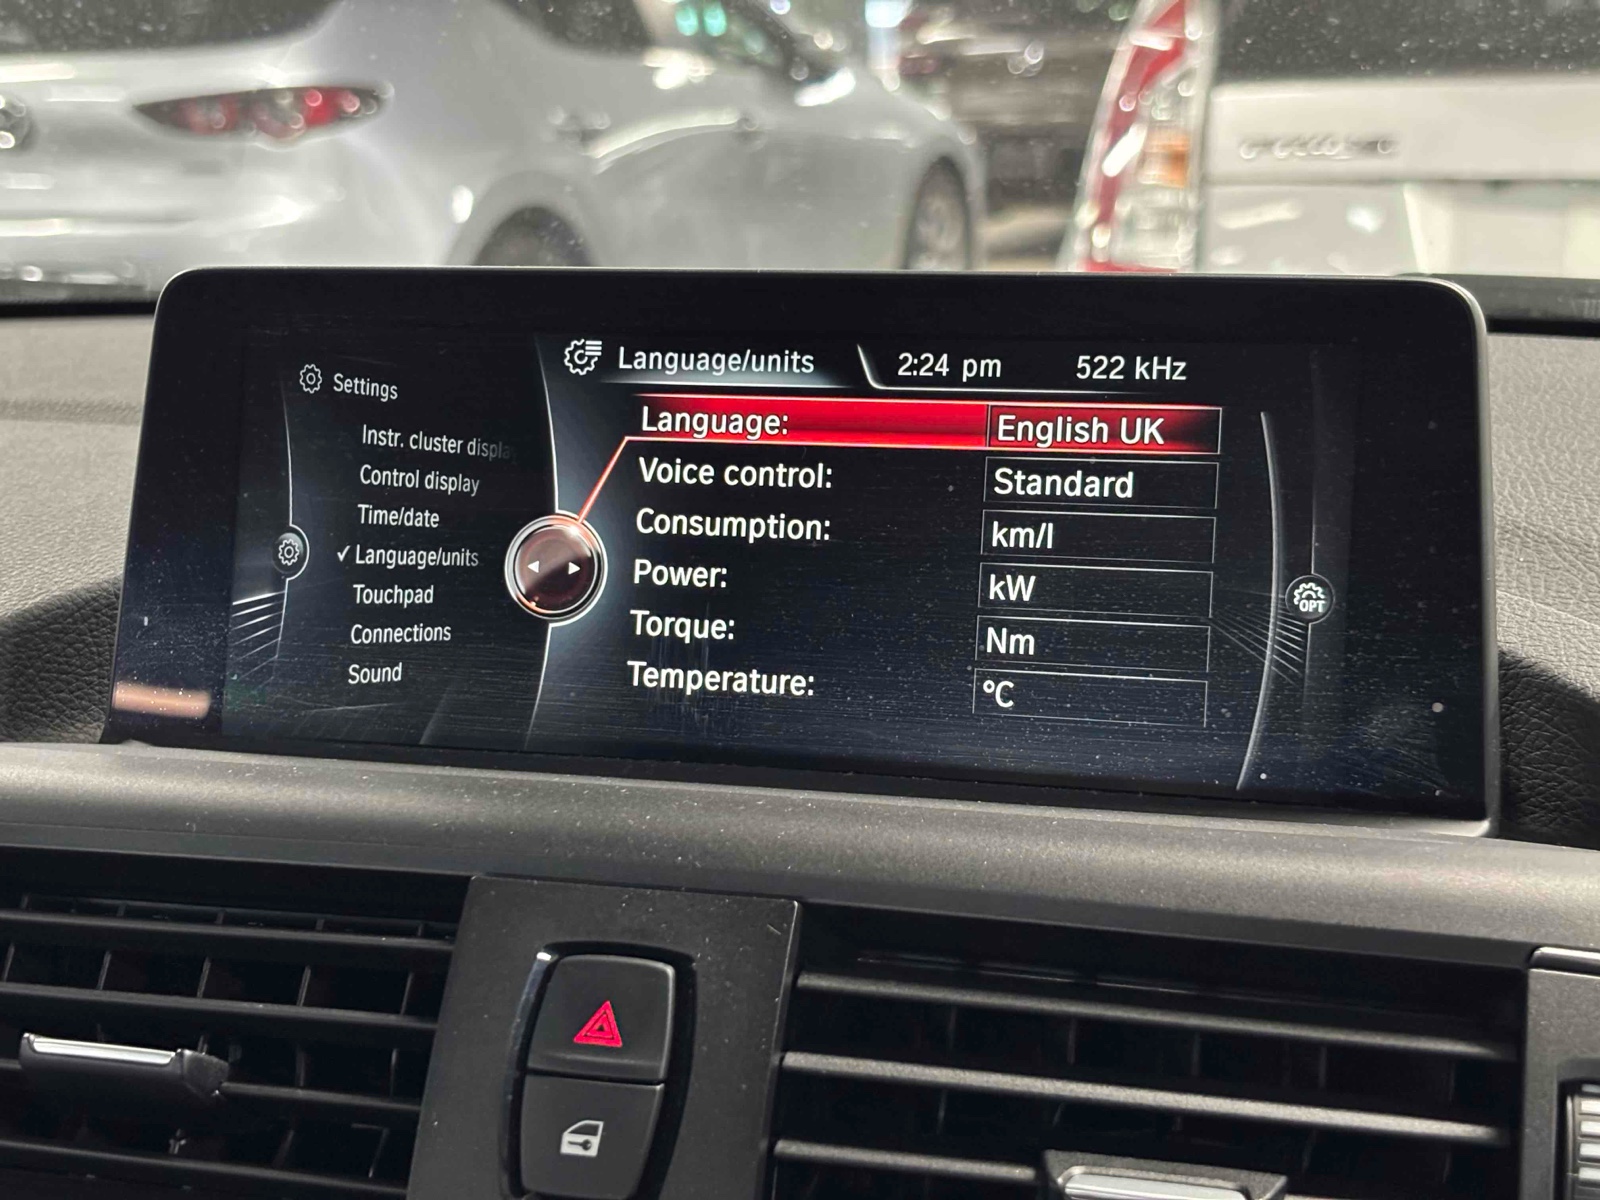 Settings
Instr. cluster displa
Control display
Time/date
✓ Language/units
Touchpad
Connections
Sound
Language/units
2:24 pm
522 kHz
Language: English UK
Voice control: Standard
Consumption: km/l
Power: kW
Torque: Nm
Temperature: °C
OPT